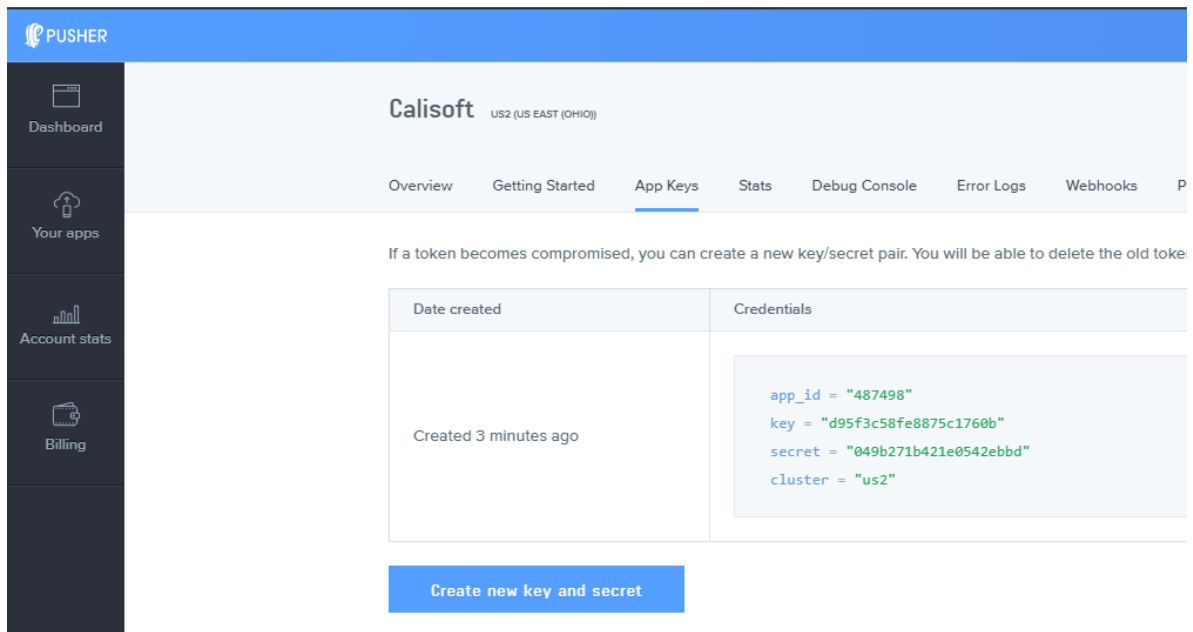 PUSHER
Dashboard
Your apps
Account stats
Billing
Calisoft US2 (US EAST (OHIO))
Overview Getting Started App Keys Stats Debug Console Error Logs Webhooks P
If a token becomes compromised, you can create a new key/secret pair. You will be able to delete the old toke
Date created Credentials
Created 3 minutes ago
app_id = "487498"
key = "d95f3c58fe8875c1760b"
secret = "049b271b421e0542ebbd"
cluster = "us2"
Create new key and secret